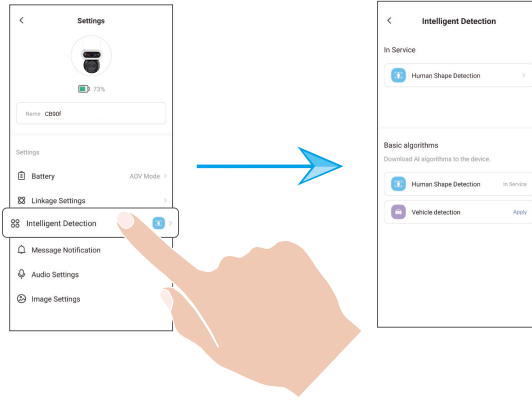 Settings
73%
Name CB90f
Settings
Battery AOV Mode
Linkage Settings
Intelligent Detection
Message Notification
Audio Settings
Image Settings
Intelligent Detection
In Service
Human Shape Detection
Basic algorithms
Download AI algorithms to the device.
Human Shape Detection In Service
Vehicle detection Apply